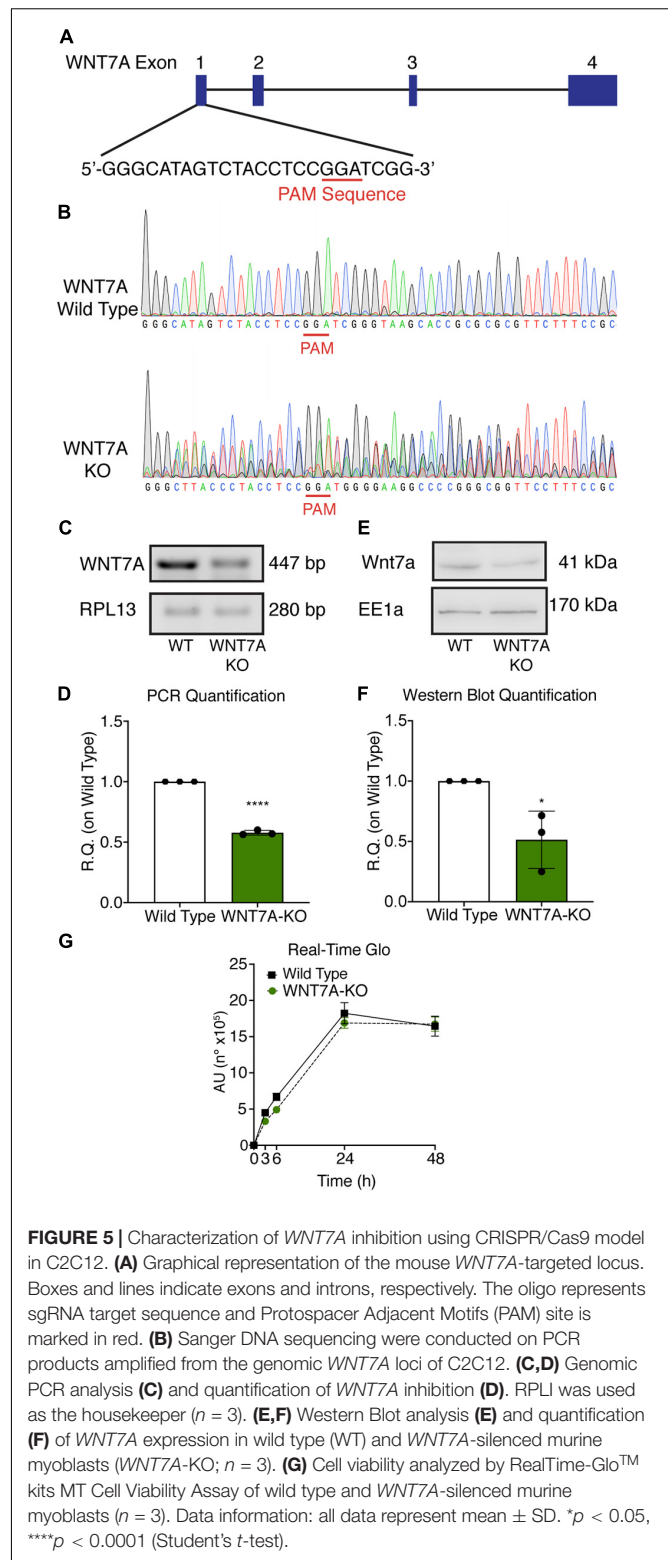 A
WNT7A Exon
1 2 3 4
5’-GGGCATAGTCTACCTCCGGATCGG-3’
PAM Sequence
B
WNT7A
Wild Type
GGGCATAGTCTACCTCCGGATCGGGTAAGCACCGCGCGCGTTCTTTCCGC
PAM
WNT7A
KO
GGGCTTACCCTACCTCCGGATGGGGAAGGCCCCGGGCGGTTCCTTTCCGC
PAM
C
WNT7A 447 bp
RPL13 280 bp
WT WNT7A
KO
E
Wnt7a 41 kDa
EE1a 170 kDa
WT WNT7A
KO
D PCR Quantification
R.Q. (on Wild Type)
1.5
1.0
0.5
0.0
****
Wild Type WNT7A-KO
F Western Blot Quantification
R.Q. (on Wild Type)
1.5
1.0
0.5
0.0
*
Wild Type WNT7A-KO
G
Real-Time Glo
Wild Type
WNT7A-KO
AU (n° x10⁵)
25
20
15
10
5
0
0 3 6 24 48
Time (h)
FIGURE 5 | Characterization of WNT7A inhibition using CRISPR/Cas9 model
in C2C12. (A) Graphical representation of the mouse WNT7A-targeted locus.
Boxes and lines indicate exons and introns, respectively. The oligo represents
sgRNA target sequence and Protospacer Adjacent Motifs (PAM) site is
marked in red. (B) Sanger DNA sequencing were conducted on PCR
products amplified from the genomic WNT7A loci of C2C12. (C,D) Genomic
PCR analysis (C) and quantification of WNT7A inhibition (D). RPLI was used
as the housekeeper (n = 3). (E,F) Western Blot analysis (E) and quantification
(F) of WNT7A expression in wild type (WT) and WNT7A-silenced murine
myoblasts (WNT7A-KO; n = 3). (G) Cell viability analyzed by RealTime-Glo™
kits MT Cell Viability Assay of wild type and WNT7A-silenced murine
myoblasts (n = 3). Data information: all data represent mean ± SD. *p < 0.05,
****p < 0.0001 (Student’s t-test).